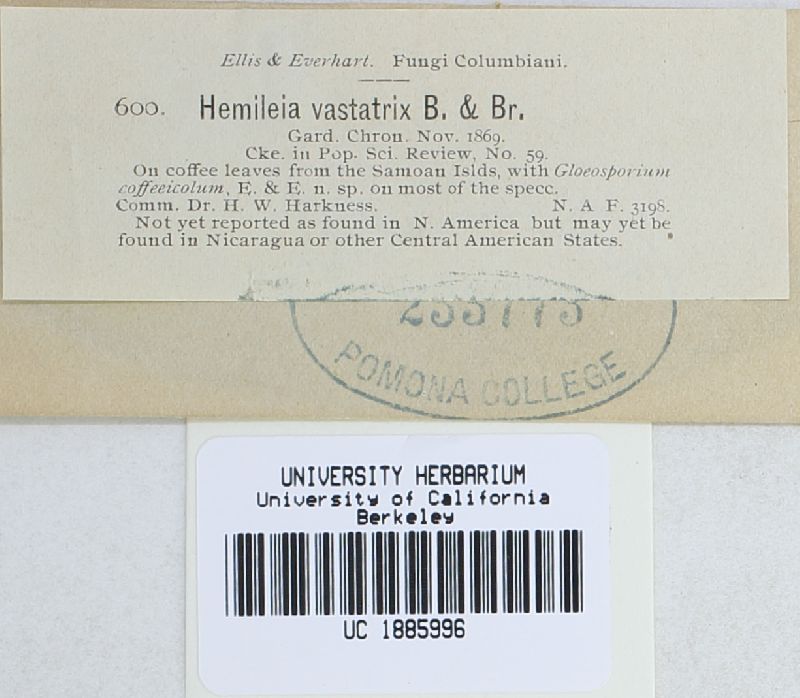 Ellis & Everhart. Fungi Columbiani.
600. Hemileia vastatrix B. & Br.
Gard. Chron. Nov. 1869.
Cke. in Pop. Sci. Review, No. 59.
On coffee leaves from the Samoan Islds, with Gloeosporium
coffeeicolum, E. & E. n. sp. on most of the specc.
Comm. Dr. H. W. Harkness. N. A F. 3198.
Not yet reported as found in N. America but may yet be
found in Nicaragua or other Central American States.
POMONA COLLEGE
UNIVERSITY HERBARIUM
University of California
Berkeley
UC 1885996